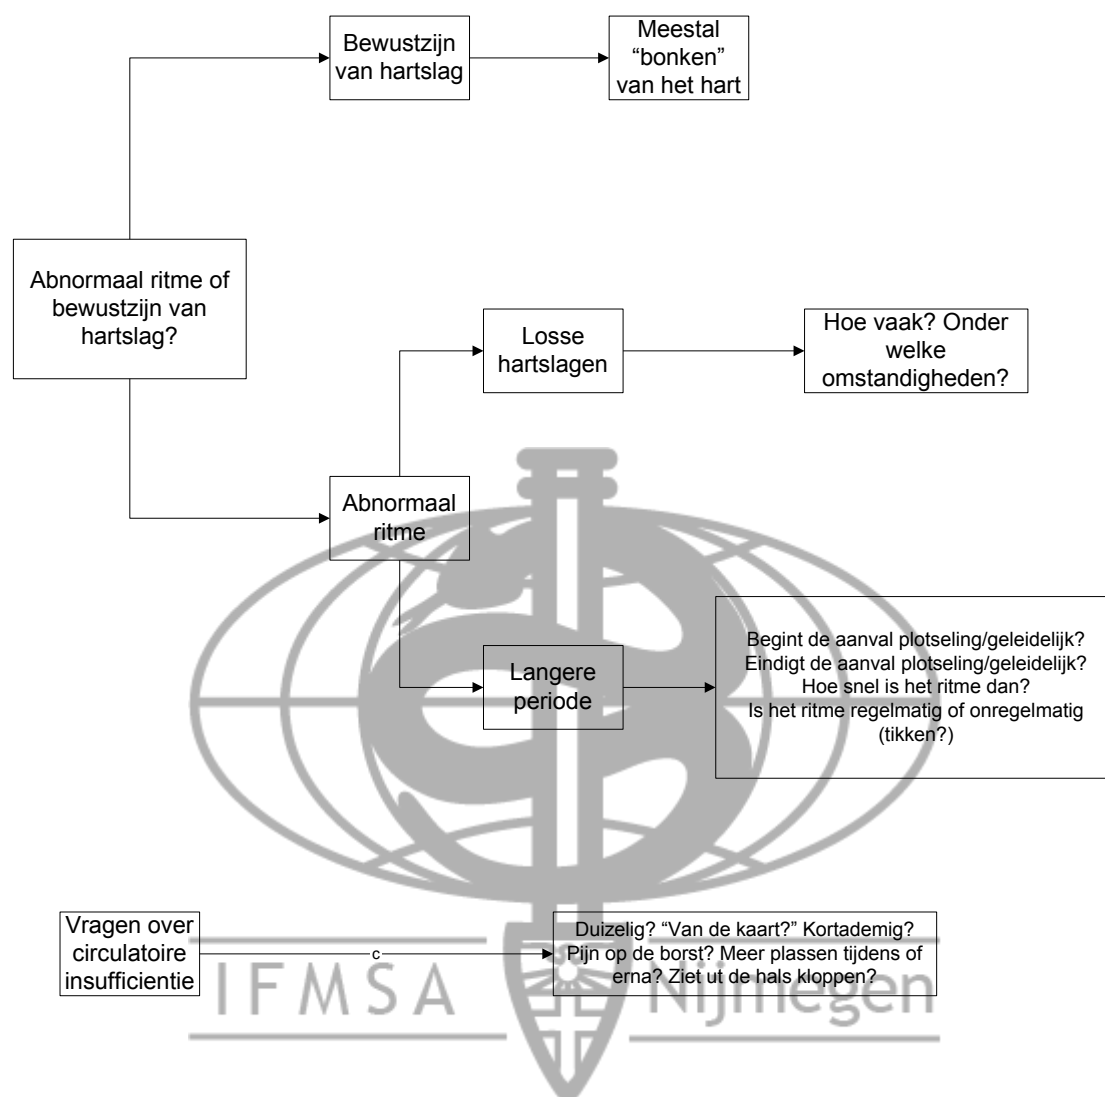 Bewustzijn
van hartslag
Meestal
“bonken”
van het hart
Abnormaal ritme of
bewustzijn van
hartslag?
Losse
hartslagen
Hoe vaak? Onder
welke
omstandigheden?
Abnormaal
ritme
Langere
periode
Begint de aanval plotseling/geleidelijk?
Eindigt de aanval plotseling/geleidelijk?
Hoe snel is het ritme dan?
Is het ritme regelmatig of onregelmatig
(tikken?)
Vragen over
circulatoire
insufficientie
c
Duizelig? “Van de kaart?” Kortademig?
Pijn op de borst? Meer plassen tijdens of
erna? Ziet ut de hals kloppen?
IFMSA
Nijmegen